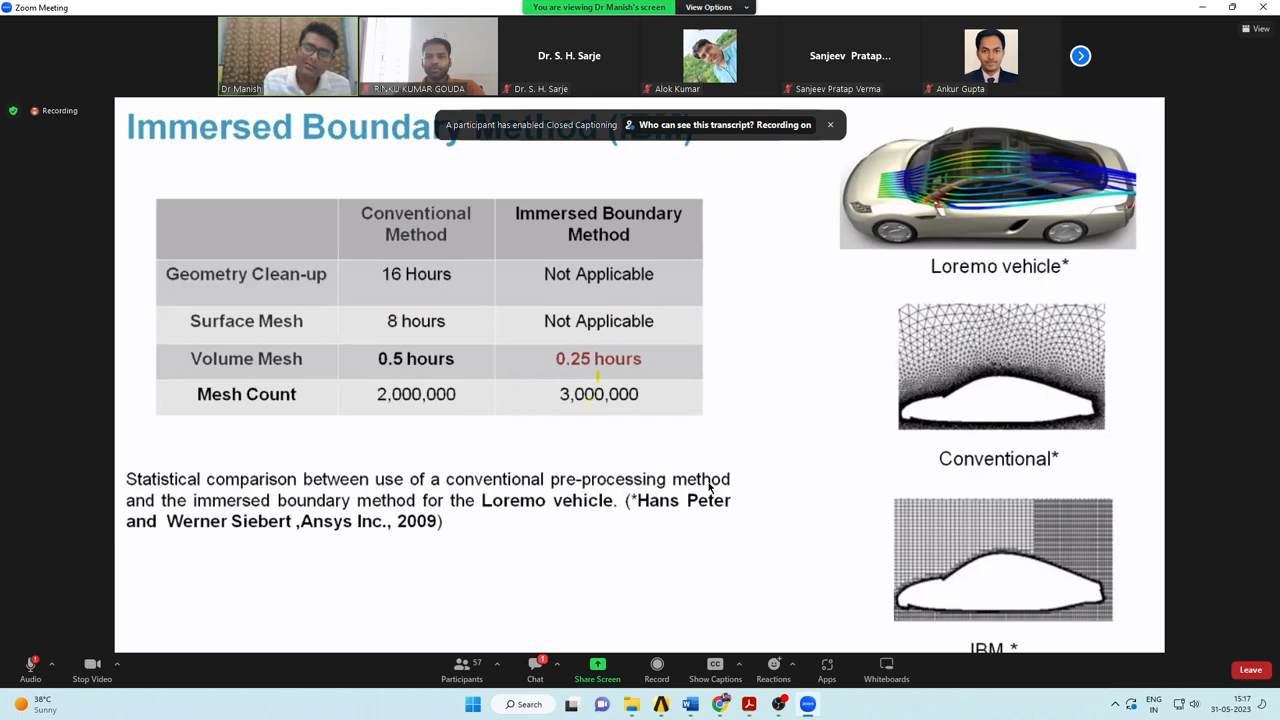 Zoom Meeting
You are viewing Dr Manish's screen
View Options
View
Recording
Dr. S. H. Sarje
Sanjeev Pratap...
Dr Manish
RINKU KUMAR GOUDA
Dr. S. H. Sarje
Alok Kumar
Sanjeev Pratap Verma
Ankur Gupta
A participant has enabled Closed Captioning
Who can see this transcript? Recording on
Immersed Boundary
Conventional Method
Immersed Boundary Method
Geometry Clean-up 16 Hours Not Applicable
Surface Mesh 8 hours Not Applicable
Volume Mesh 0.5 hours 0.25 hours
Mesh Count 2,000,000 3,000,000
Statistical comparison between use of a conventional pre-processing method
and the immersed boundary method for the Loremo vehicle. (*Hans Peter
and Werner Siebert ,Ansys Inc., 2009)
Loremo vehicle*
Conventional*
IBM *
Audio
Stop Video
57
Participants
1
Chat
Share Screen
Record
CC
Show Captions
Reactions
Apps
Whiteboards
Leave
38°C
Sunny
Search
zoom
ENG
IN
15:17
31-05-2023